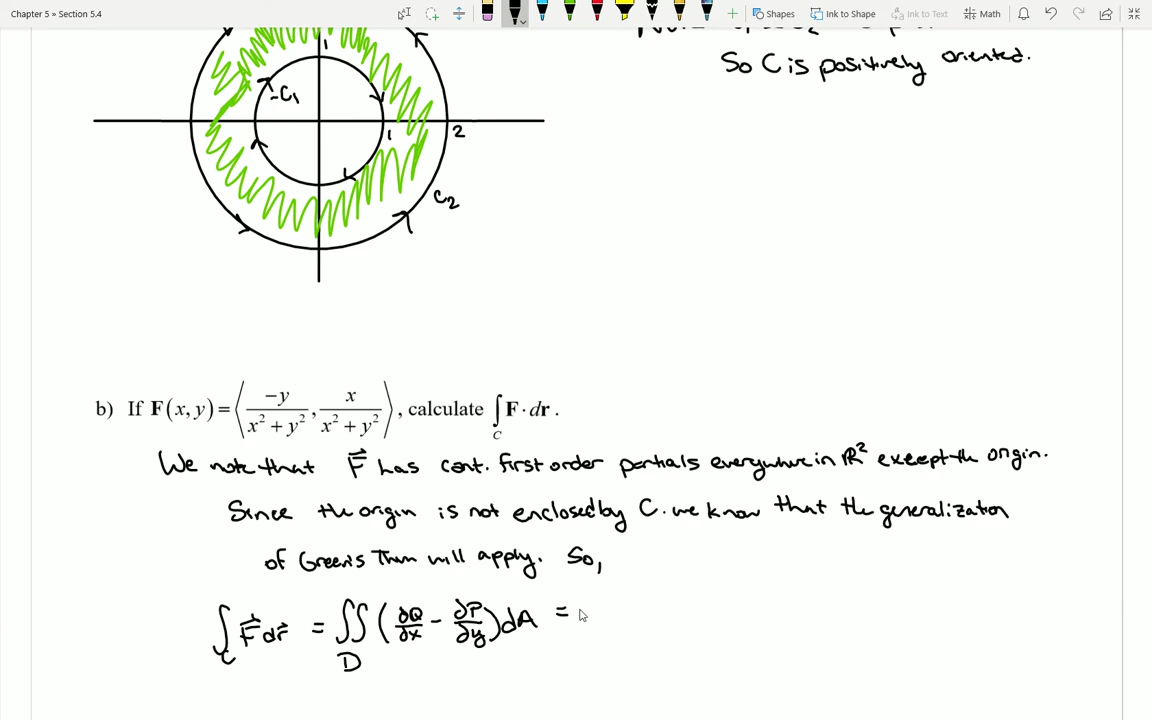 Chapter 5 » Section 5.4
Shapes Ink to Shape Ink to Text Math
So C is positively oriented.
1
-C₁
1
2
C₂
b) If F(x, y) = ⟨ -y / (x² + y²) , x / (x² + y²) ⟩ , calculate ∫_C F · dr .
We note that F⃗ has cont. first order partials everywhere in ℝ² except the origin.
Since the origin is not enclosed by C. we know that the generalization
of Green's Thm will apply. So,
∫_C F⃗ dr⃗ = ∬_D (∂Q/∂x - ∂P/∂y) dA =